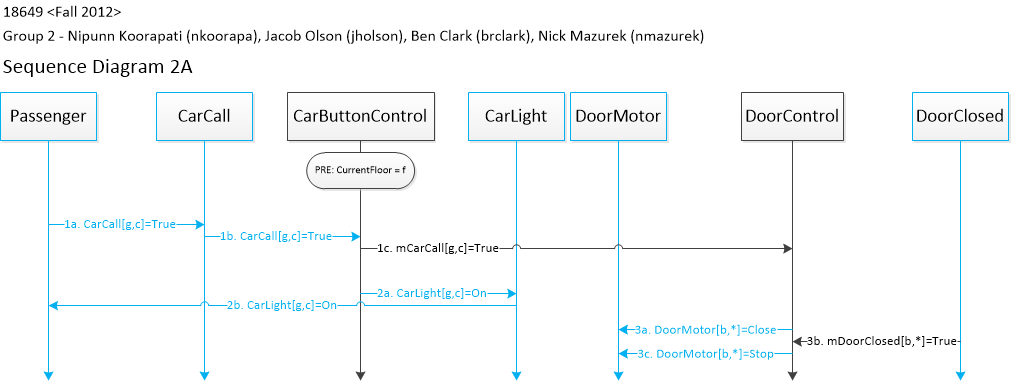 18649 <Fall 2012>
Group 2 - Nipunn Koorapati (nkoorapa), Jacob Olson (jholson), Ben Clark (brclark), Nick Mazurek (nmazurek)
Sequence Diagram 2A
Passenger
CarCall
CarButtonControl
CarLight
DoorMotor
DoorControl
DoorClosed
PRE: CurrentFloor = f
1a. CarCall[g,c]=True
1b. CarCall[g,c]=True
1c. mCarCall[g,c]=True
2a. CarLight[g,c]=On
2b. CarLight[g,c]=On
3a. DoorMotor[b,*]=Close
3b. mDoorClosed[b,*]=True
3c. DoorMotor[b,*]=Stop